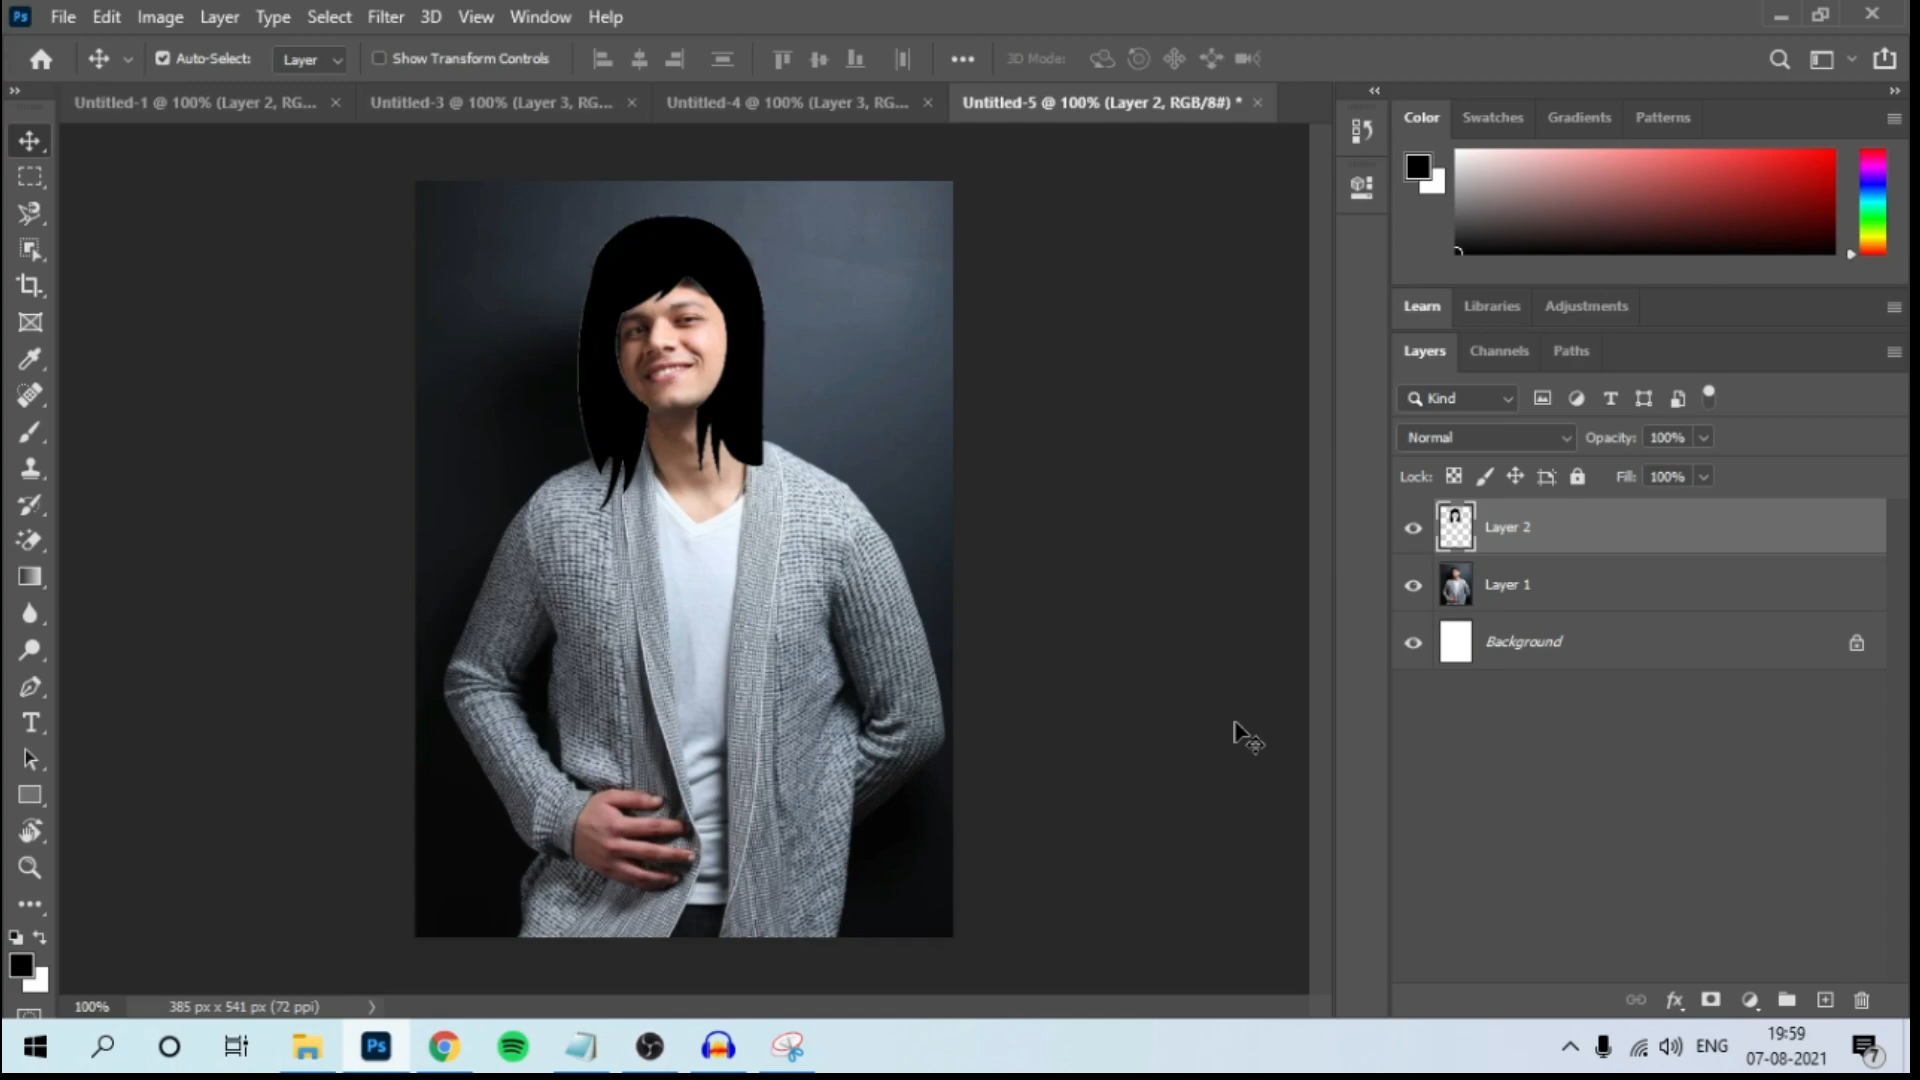 Ps File Edit Image Layer Type Select Filter 3D View Window Help
Auto-Select: Layer Show Transform Controls 3D Mode:
Untitled-1 @ 100% (Layer 2, RG... × Untitled-3 @ 100% (Layer 3, RG... × Untitled-4 @ 100% (Layer 3, RG... × Untitled-5 @ 100% (Layer 2, RGB/8#) * ×
Color Swatches Gradients Patterns
Learn Libraries Adjustments
Layers Channels Paths
Kind
Normal Opacity: 100%
Lock: Fill: 100%
Layer 2
Layer 1
Background
fx
100% 385 px x 541 px (72 ppi)
Ps ENG 19:59
07-08-2021
7